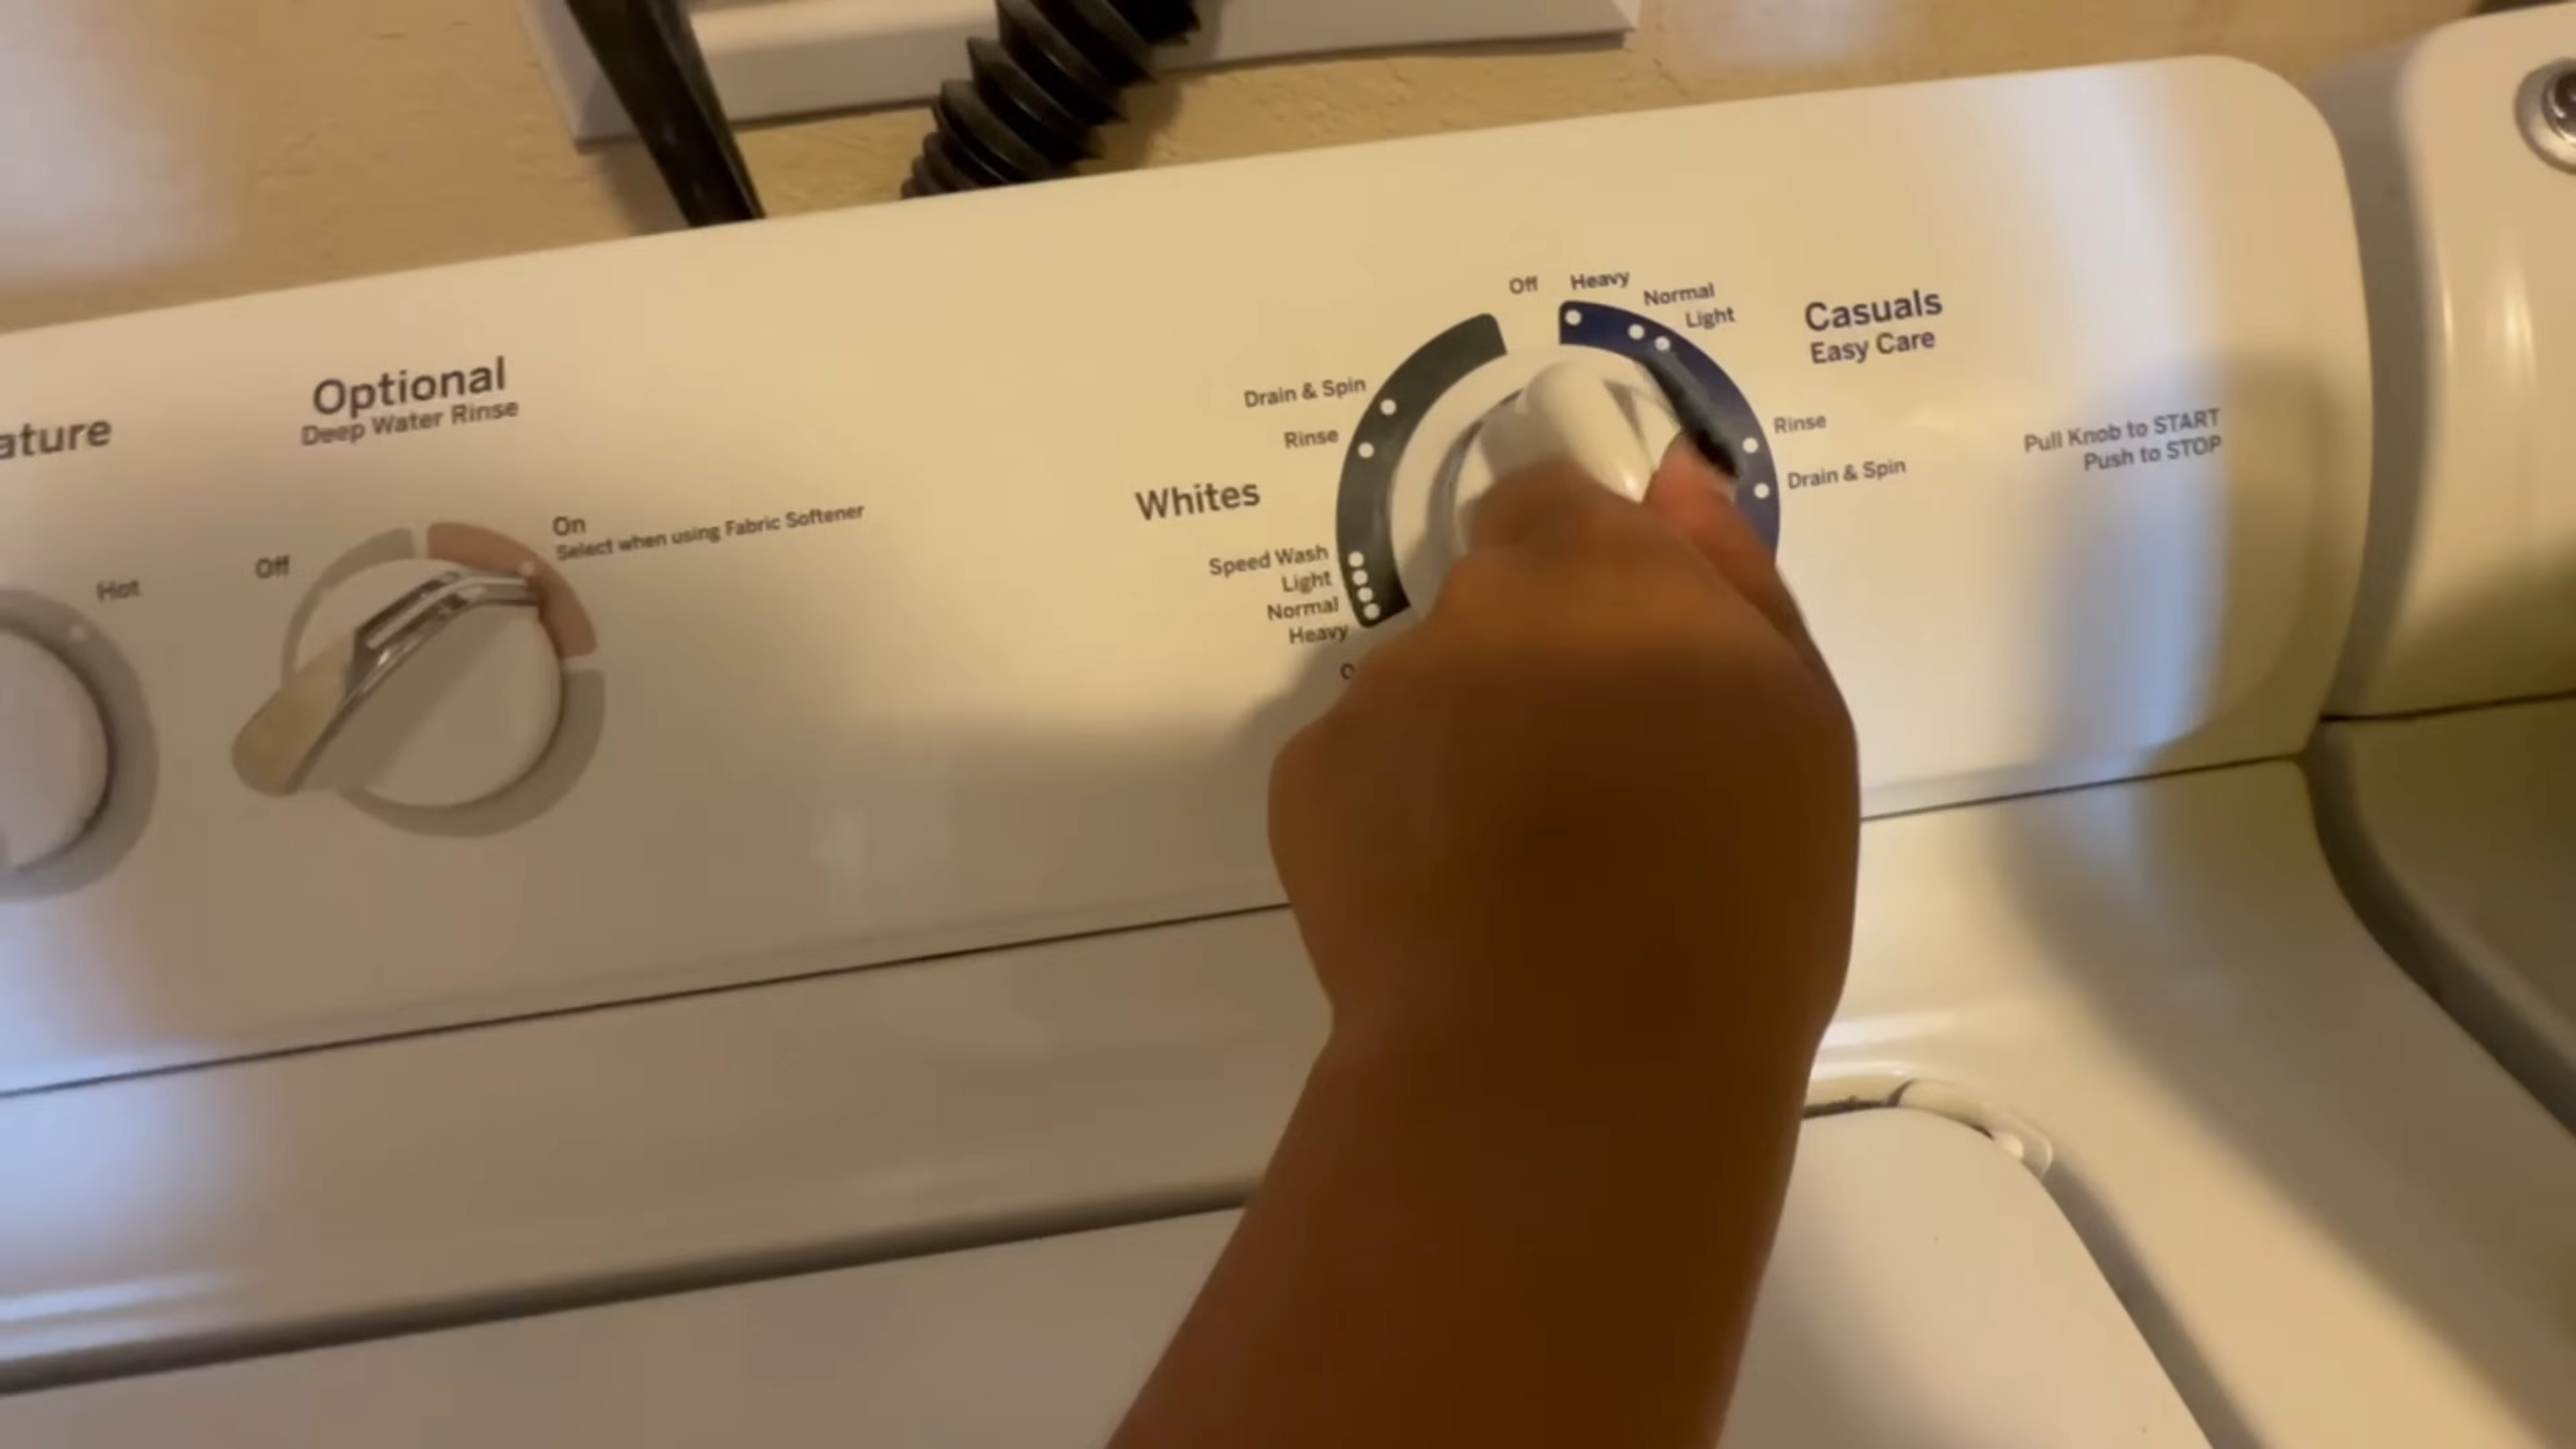 ature
Hot
Optional
Deep Water Rinse
Off
On
Select when using Fabric Softener
Whites
Drain & Spin
Rinse
Speed Wash
Light
Normal
Heavy
Off
Heavy
Normal
Light
Casuals
Easy Care
Rinse
Drain & Spin
Pull Knob to START
Push to STOP